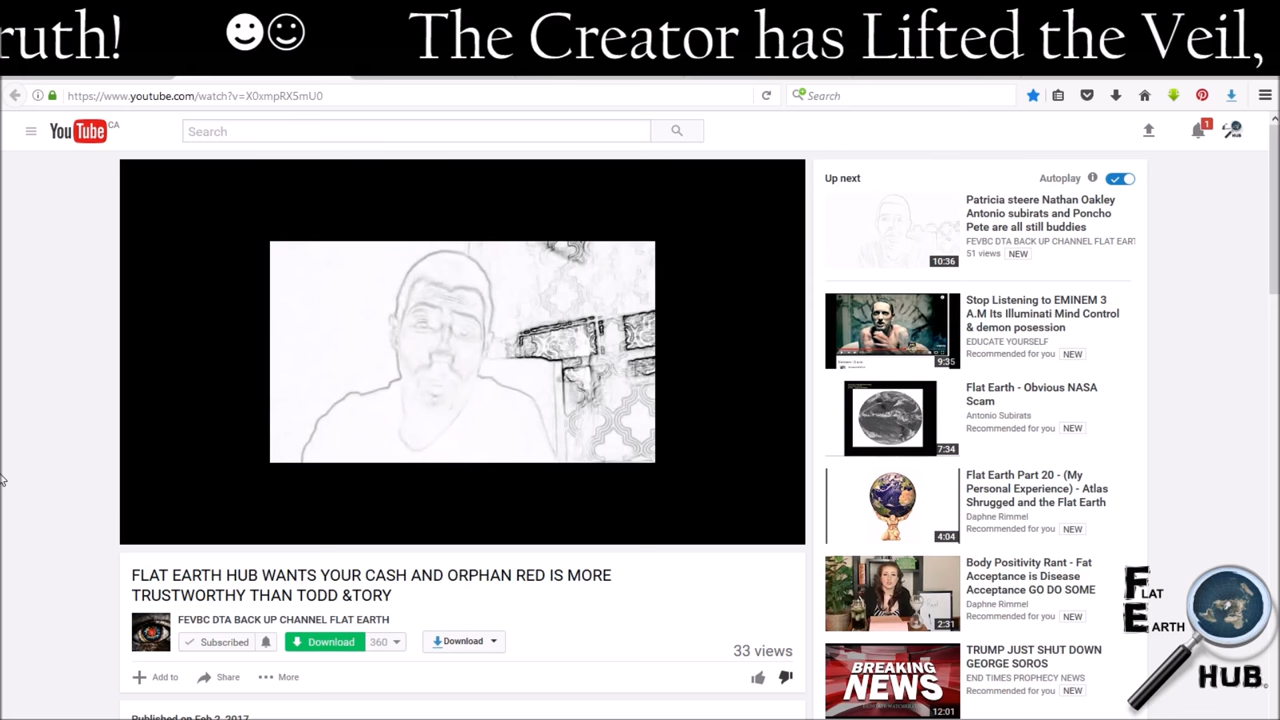 ruth! The Creator has Lifted the Veil,
https://www.youtube.com/watch?v=X0xmpRX5mU0
Search
YouTube CA
Search
1
HUB
Up next
Autoplay
Patricia steere Nathan Oakley
Antonio subirats and Poncho
Pete are all still buddies
FEVBC DTA BACK UP CHANNEL FLAT EART
51 views NEW
10:36
Stop Listening to EMINEM 3
A.M Its Illuminati Mind Control
& demon posession
EDUCATE YOURSELF
Recommended for you NEW
9:35
Flat Earth - Obvious NASA
Scam
Antonio Subirats
Recommended for you NEW
7:34
Flat Earth Part 20 - (My
Personal Experience) - Atlas
Shrugged and the Flat Earth
Daphne Rimmel
Recommended for you NEW
4:04
Body Positivity Rant - Fat
Acceptance is Disease
Acceptance GO DO SOME
Daphne Rimmel
Recommended for you NEW
2:31
TRUMP JUST SHUT DOWN
GEORGE SOROS
END TIMES PROPHECY NEWS
Recommended for you NEW
BREAKING
NEWS
12:01
FLAT EARTH HUB WANTS YOUR CASH AND ORPHAN RED IS MORE
TRUSTWORTHY THAN TODD &TORY
FEVBC DTA BACK UP CHANNEL FLAT EARTH
Subscribed
Download 360
Download
33 views
Add to
Share
More
Published on Feb 2, 2017
FLAT
EARTH
HUB